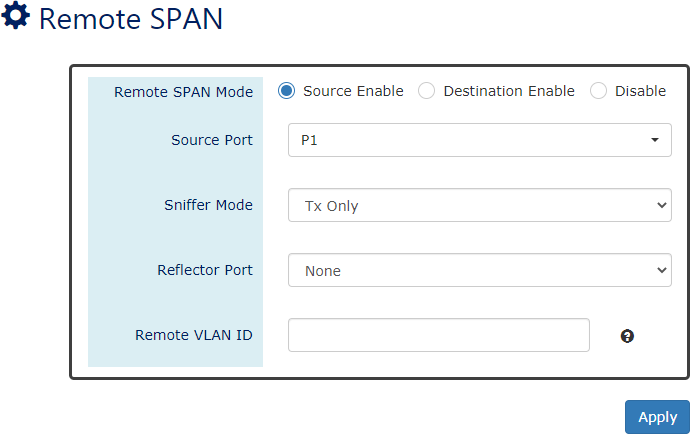 Remote SPAN
Remote SPAN Mode Source Enable Destination Enable Disable
Source Port P1
Sniffer Mode Tx Only
Reflector Port None
Remote VLAN ID ?
Apply